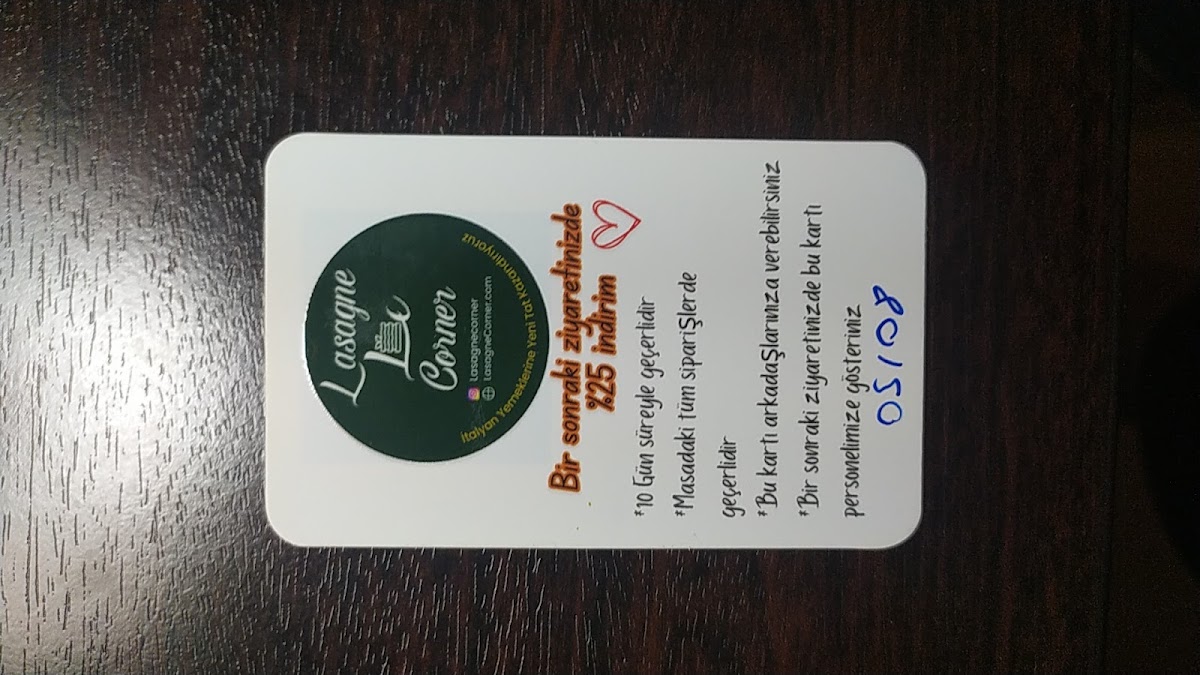 Lasagne
Corner
Lasagnecorner
LasagneCorner.com
İtalyan Yemeklerine Yeni Tat Kazandırıyoruz
Bir sonraki ziyaretinizde
%25 indirim
*10 Gün süreyle geçerlidir
*Masadaki tüm siparişlerde
geçerlidir
*Bu kartı arkadaşlarınıza verebilirsiniz
*Bir sonraki ziyaretinizde bu kartı
personelimize gösteriniz
05/08